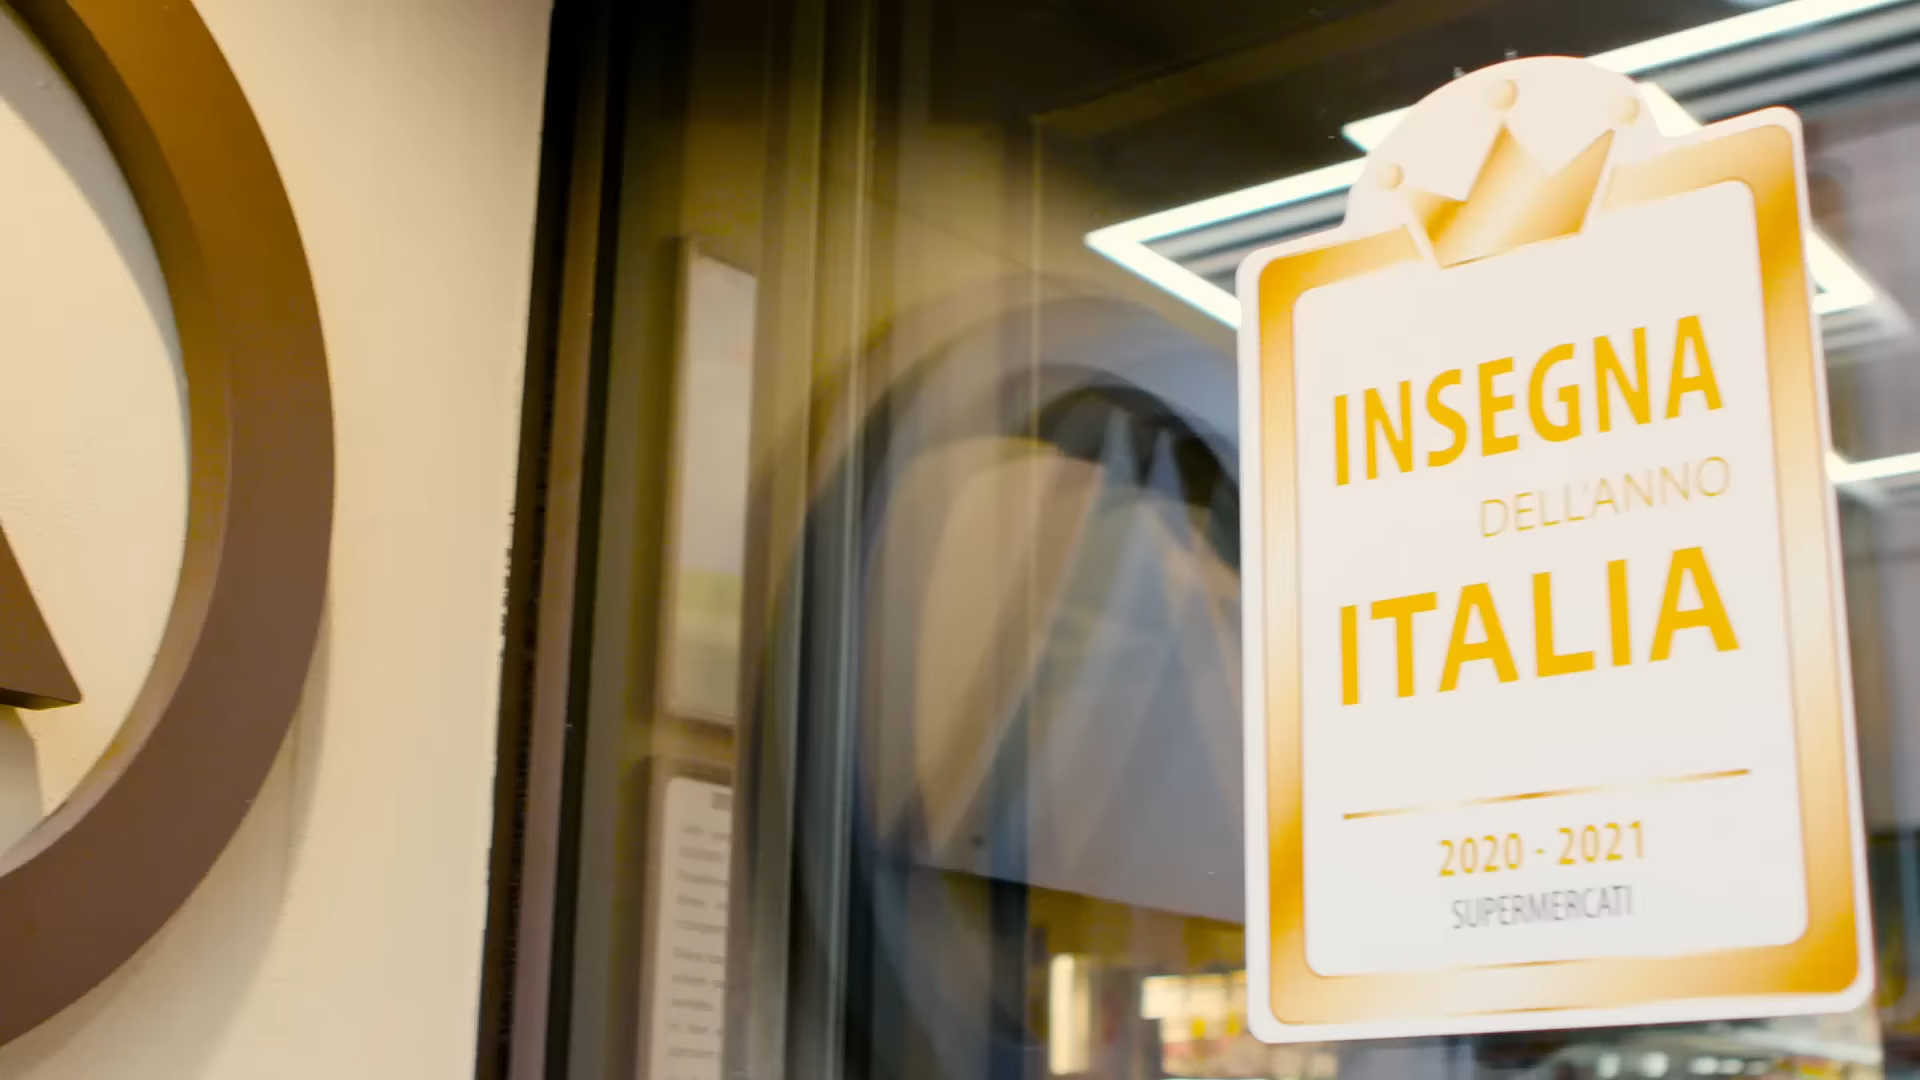 INSEGNA
DELL'ANNO
ITALIA
2020 - 2021
SUPERMERCATI